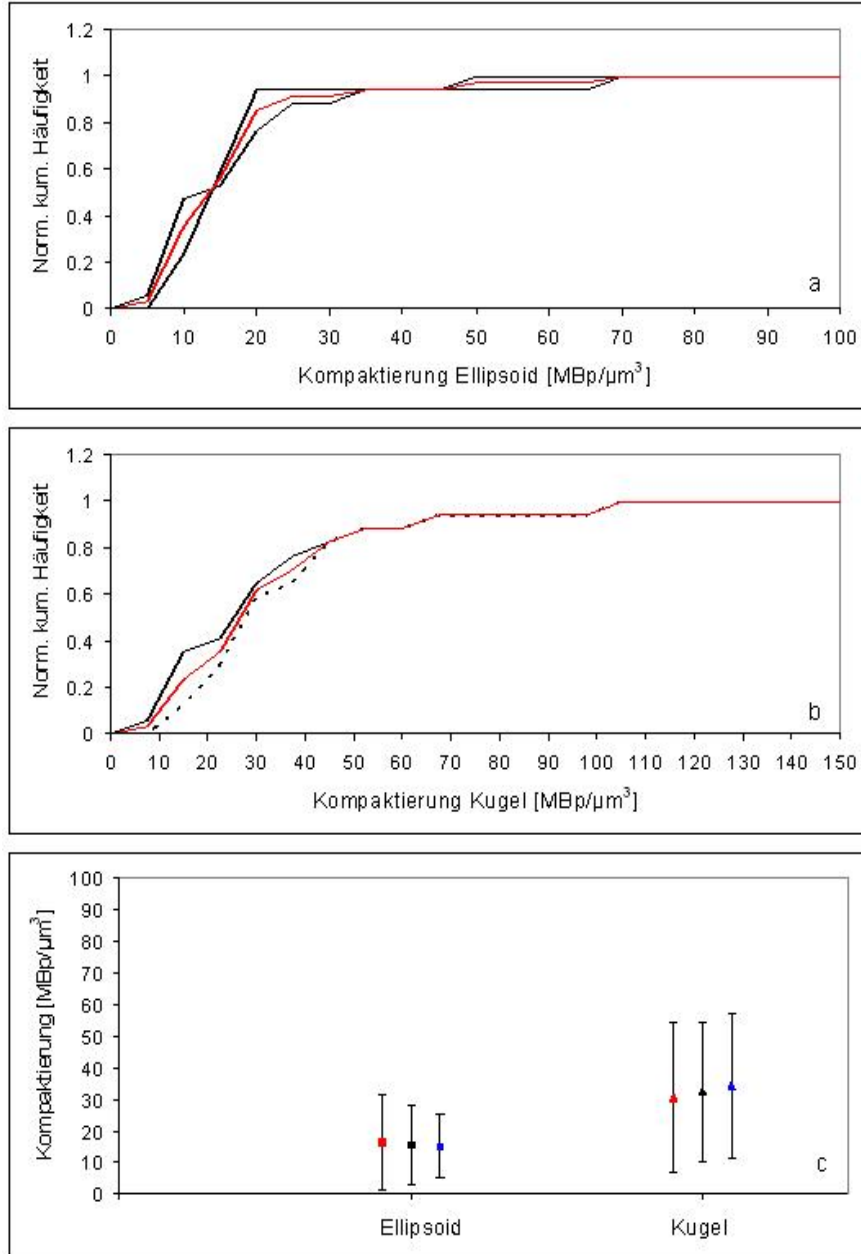 1.2
1
0.8
0.6
0.4
0.2
0
Norm. kum. Häufigkeit
a
0 10 20 30 40 50 60 70 80 90 100
Kompaktierung Ellipsoid [MBp/µm³]
1.2
1
0.8
0.6
0.4
0.2
0
Norm. kum. Häufigkeit
b
0 10 20 30 40 50 60 70 80 90 100 110 120 130 140 150
Kompaktierung Kugel [MBp/µm³]
100
90
80
70
60
50
40
30
20
10
0
Kompaktierung [MBp/µm³]
c
Ellipsoid Kugel